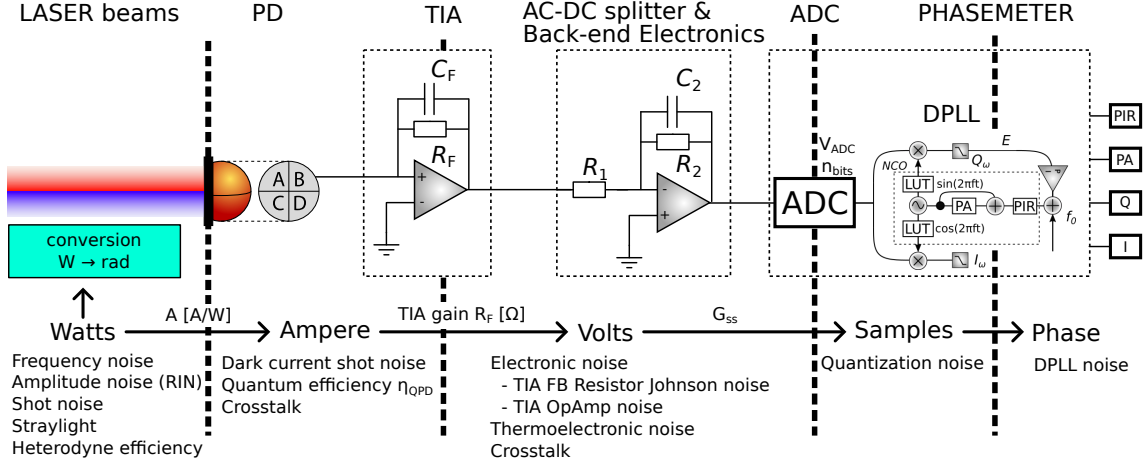 LASER beams
PD
TIA
AC-DC splitter &
Back-end Electronics
ADC
PHASEMETER
C_F
+
-
R_F
A B
C D
C_2
R_1
R_2
-
+
V_ADC
n_bits
ADC
DPLL
NCO
Q_ω
E
LUT
sin(2πft)
PA
PIR
LUT
cos(2πft)
f_0
I_ω
PIR
PA
Q
I
conversion
W → rad
Watts
A [A/W]
Ampere
TIA gain R_F [Ω]
Volts
G_ss
Samples
Phase
Frequency noise
Amplitude noise (RIN)
Shot noise
Straylight
Heterodyne efficiency
Dark current shot noise
Quantum efficiency η_QPD
Crosstalk
Electronic noise
- TIA FB Resistor Johnson noise
- TIA OpAmp noise
Thermoelectronic noise
Crosstalk
Quantization noise
DPLL noise